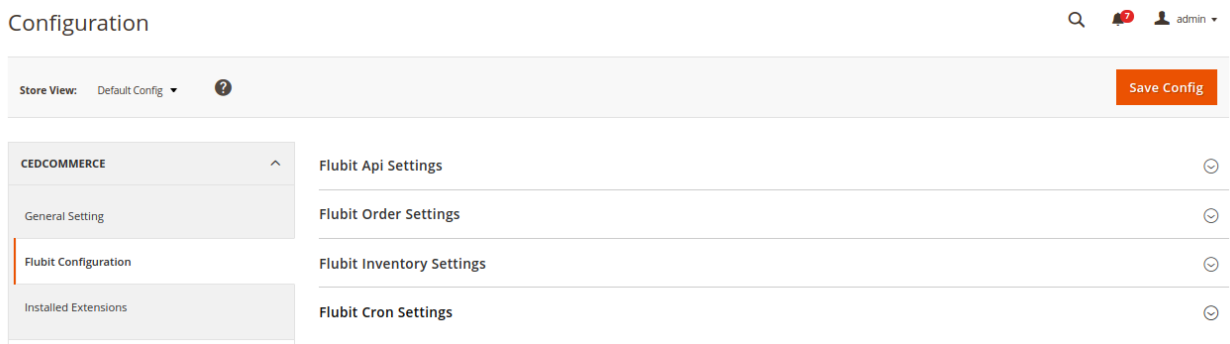 Configuration
7
admin
Store View: Default Config ?
Save Config
CEDCOMMERCE
General Setting
Flubit Configuration
Installed Extensions
Flubit Api Settings
Flubit Order Settings
Flubit Inventory Settings
Flubit Cron Settings